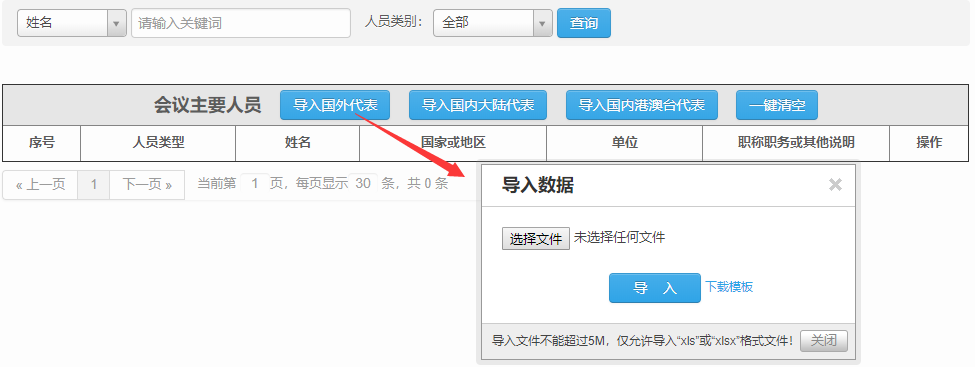 姓名 请输入关键词 人员类别： 全部 查询
会议主要人员 导入国外代表 导入国内大陆代表 导入国内港澳台代表 一键清空
序号 人员类型 姓名 国家或地区 单位 职称职务或其他说明 操作
« 上一页 1 下一页 » 当前第 1 页，每页显示 30 条，共 0 条
导入数据 ×
选择文件 未选择任何文件
导 入 下载模板
导入文件不能超过5M，仅允许导入“xls”或“xlsx”格式文件！ 关闭